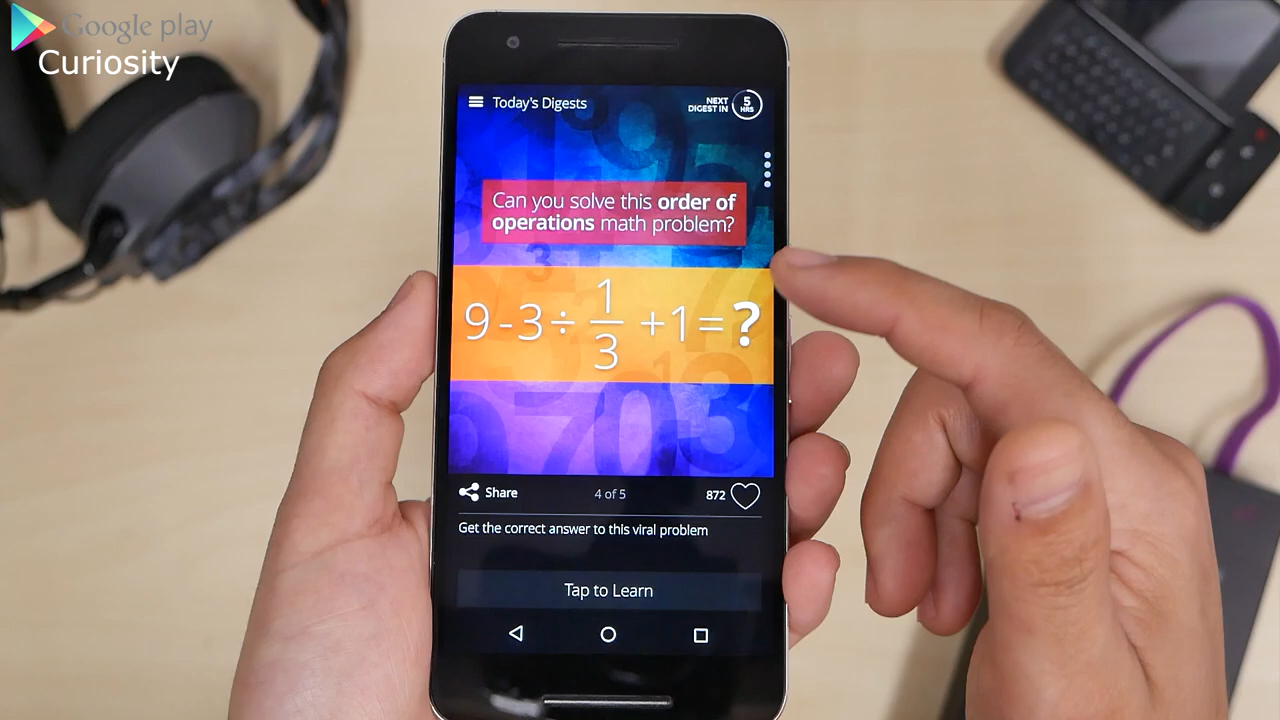 Google play
Curiosity
Today's Digests
NEXT
DIGEST IN
5
HRS
Can you solve this order of
operations math problem?
9 - 3 ÷ 1/3 + 1 = ?
Share
4 of 5
872
Get the correct answer to this viral problem
Tap to Learn